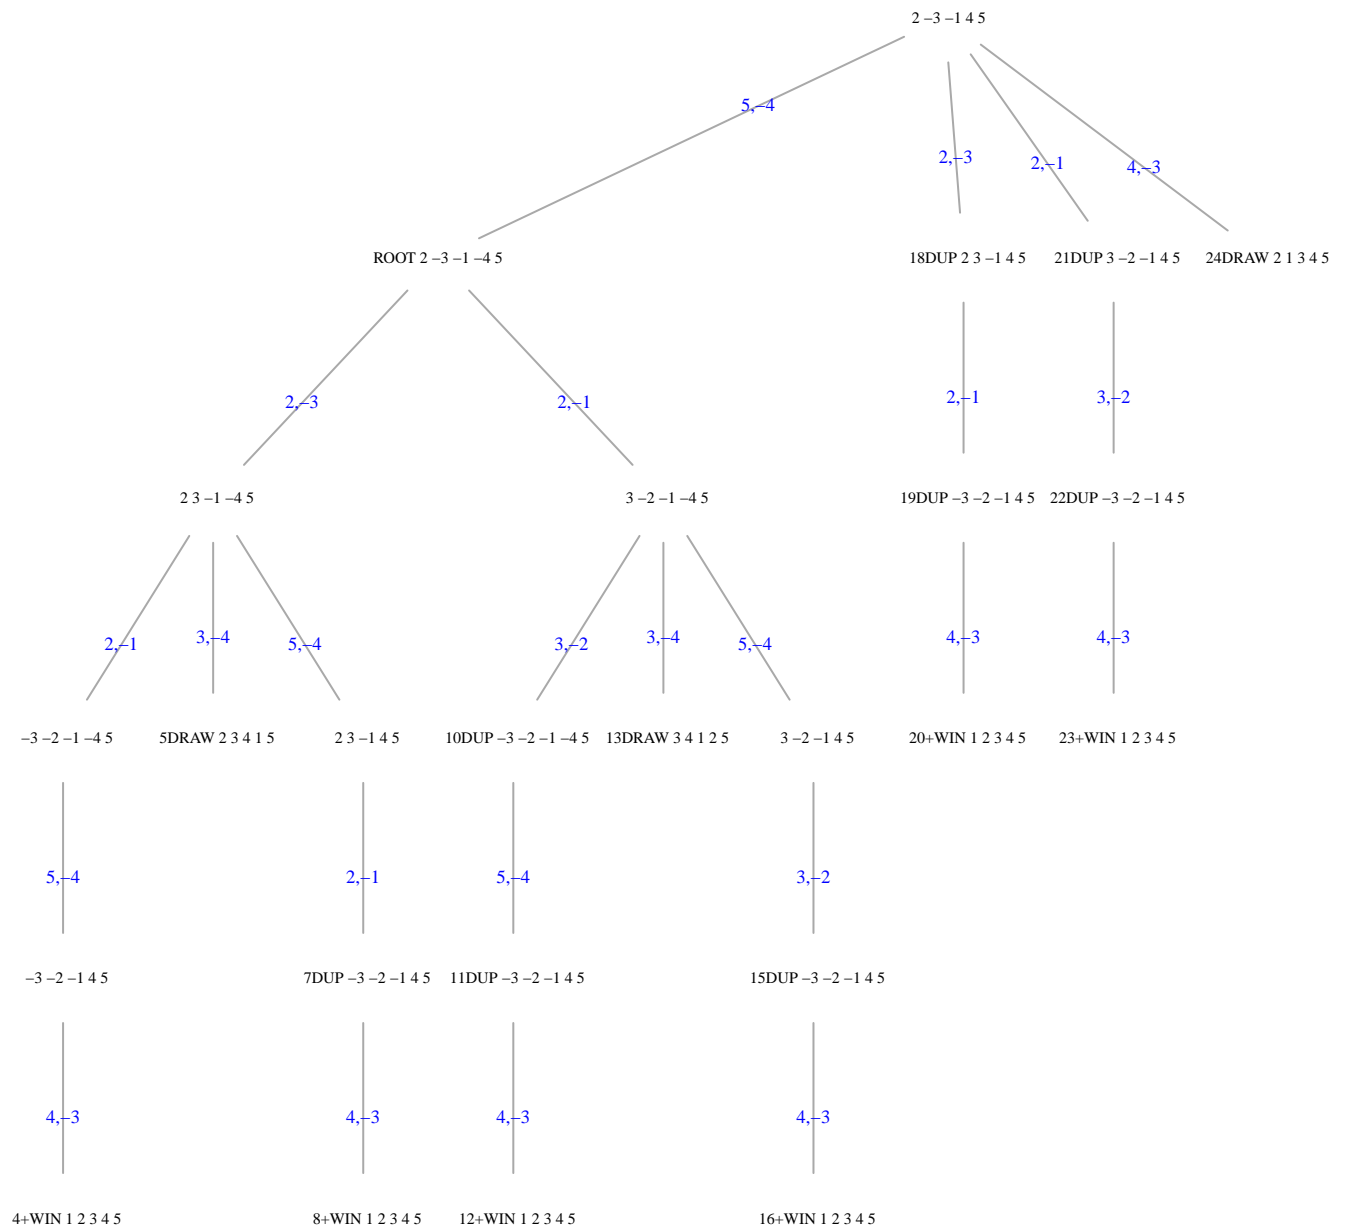 2 −3 −1 4 5
5,−4
2,−3
2,−1
4,−3
ROOT 2 −3 −1 −4 5
18DUP 2 3 −1 4 5
21DUP 3 −2 −1 4 5
24DRAW 2 1 3 4 5
2,−3
2,−1
2,−1
3,−2
2 3 −1 −4 5
3 −2 −1 −4 5
19DUP −3 −2 −1 4 5
22DUP −3 −2 −1 4 5
2,−1
3,−4
5,−4
3,−2
3,−4
5,−4
4,−3
4,−3
−3 −2 −1 −4 5
5DRAW 2 3 4 1 5
2 3 −1 4 5
10DUP −3 −2 −1 −4 5
13DRAW 3 4 1 2 5
3 −2 −1 4 5
20+WIN 1 2 3 4 5
23+WIN 1 2 3 4 5
5,−4
2,−1
5,−4
3,−2
−3 −2 −1 4 5
7DUP −3 −2 −1 4 5
11DUP −3 −2 −1 4 5
15DUP −3 −2 −1 4 5
4,−3
4,−3
4,−3
4,−3
4+WIN 1 2 3 4 5
8+WIN 1 2 3 4 5
12+WIN 1 2 3 4 5
16+WIN 1 2 3 4 5